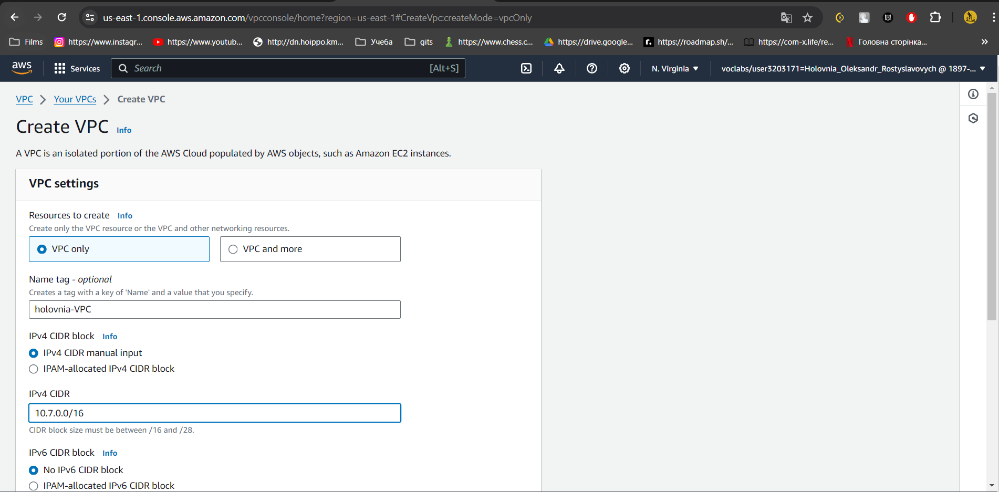 us-east-1.console.aws.amazon.com/vpcconsole/home?region=us-east-1#CreateVpc:createMode=vpcOnly
Films https://www.instagr... https://www.youtub... http://dn.hoippo.km... Учеба gits https://www.chess.c... https://drive.google... https://roadmap.sh/... https://com-x.life/re... Головна сторінка...
aws Services Search [Alt+S] N. Virginia voclabs/user3203171=Holovnia_Oleksandr_Rostyslavovych @ 1897-...
VPC Your VPCs Create VPC
Create VPC Info
A VPC is an isolated portion of the AWS Cloud populated by AWS objects, such as Amazon EC2 instances.
VPC settings
Resources to create Info
Create only the VPC resource or the VPC and other networking resources.
VPC only VPC and more
Name tag - optional
Creates a tag with a key of 'Name' and a value that you specify.
holovnia-VPC
IPv4 CIDR block Info
IPv4 CIDR manual input
IPAM-allocated IPv4 CIDR block
IPv4 CIDR
10.7.0.0/16
CIDR block size must be between /16 and /28.
IPv6 CIDR block Info
No IPv6 CIDR block
IPAM-allocated IPv6 CIDR block